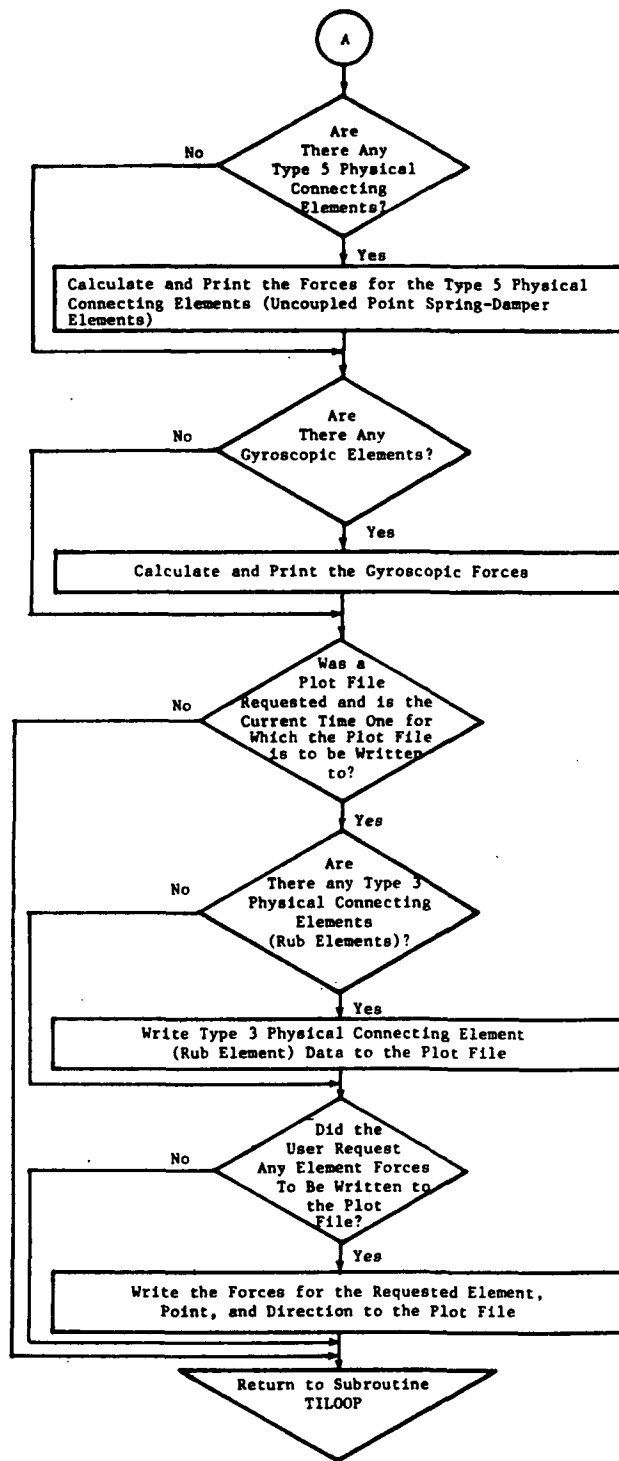 A
Are
There Any
Type 5 Physical
Connecting
Elements?
No
Yes
Calculate and Print the Forces for the Type 5 Physical
Connecting Elements (Uncoupled Point Spring-Damper
Elements)
Are
There Any
Gyroscopic Elements?
No
Yes
Calculate and Print the Gyroscopic Forces
Was a
Plot File
Requested and is the
Current Time One for
Which the Plot File
is to be Written
to?
No
Yes
Are
There any Type 3
Physical Connecting
Elements
(Rub Elements)?
No
Yes
Write Type 3 Physical Connecting Element
(Rub Element) Data to the Plot File
Did the
User Request
Any Element Forces
To Be Written to
the Plot
File?
No
Yes
Write the Forces for the Requested Element,
Point, and Direction to the Plot File
Return to Subroutine
TILOOP